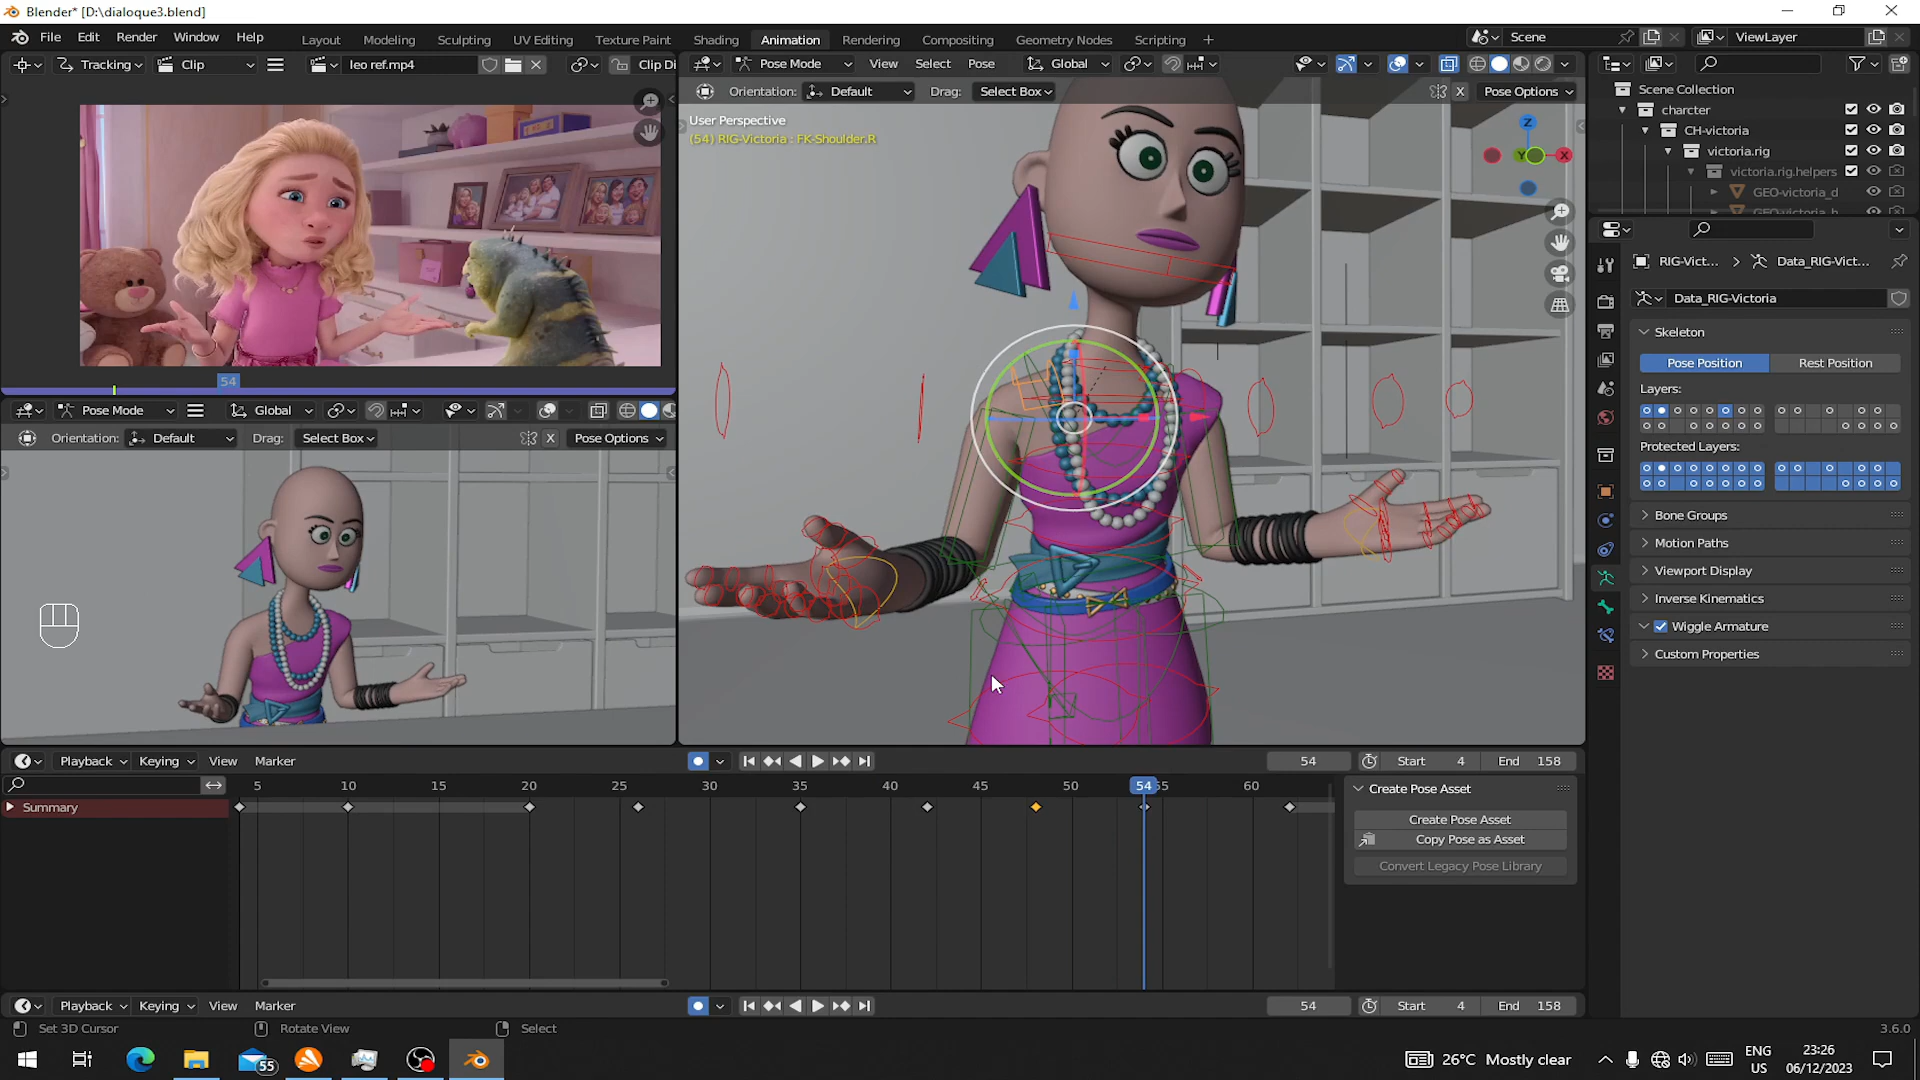 Blender* [D:\dialoque3.blend]
File Edit Render Window Help
Layout Modeling Sculpting UV Editing Texture Paint Shading Animation Rendering Compositing Geometry Nodes Scripting +
Scene
ViewLayer
Tracking Clip leo ref.mp4 Clip Di
Pose Mode View Select Pose Global
Orientation: Default Drag: Select Box Pose Options
User Perspective
(54) RIG-Victoria : FK-Shoulder.R
Z
Y
X
54
Pose Mode Global
Orientation: Default Drag: Select Box Pose Options
Scene Collection
charcter
CH-victoria
victoria.rig
victoria.rig.helpers
GEO-victoria_d
GEO-victoria_h
RIG-Vict... Data_RIG-Vict...
Data_RIG-Victoria
Skeleton
Pose Position Rest Position
Layers:
Protected Layers:
Bone Groups
Motion Paths
Viewport Display
Inverse Kinematics
Wiggle Armature
Custom Properties
Playback Keying View Marker 54 Start 4 End 158
5 10 15 20 25 30 35 40 45 50 54 55 60
Summary
Create Pose Asset
Create Pose Asset
Copy Pose as Asset
Convert Legacy Pose Library
Playback Keying View Marker 54 Start 4 End 158
Set 3D Cursor Rotate View Select 3.6.0
55
26°C Mostly clear
ENG
US
23:26
06/12/2023